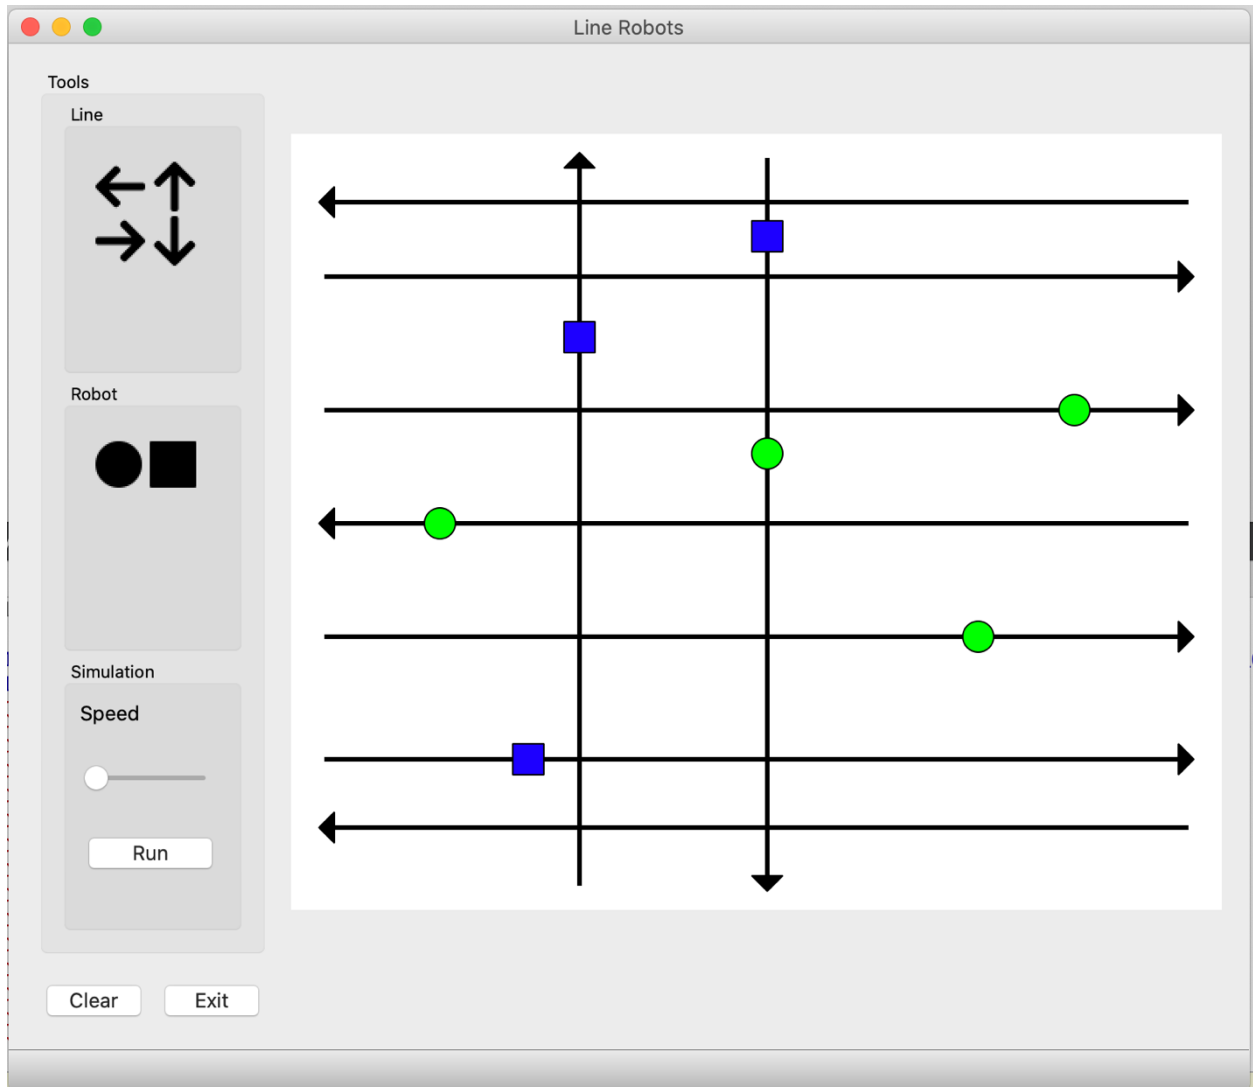 Line Robots
Tools
Line
Robot
Simulation
Speed
Run
Clear
Exit